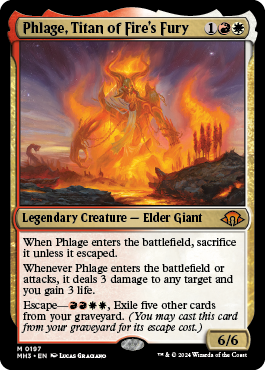 Phlage, Titan of Fire's Fury 1
Legendary Creature — Elder Giant
When Phlage enters the battlefield, sacrifice
it unless it escaped.
Whenever Phlage enters the battlefield or
attacks, it deals 3 damage to any target and
you gain 3 life.
Escape—, Exile five other cards
from your graveyard. (You may cast this
card from your graveyard for its escape cost.)
6/6
M 0197
MH3 • EN Lucas Graciano
™ & © 2024 Wizards of the Coast